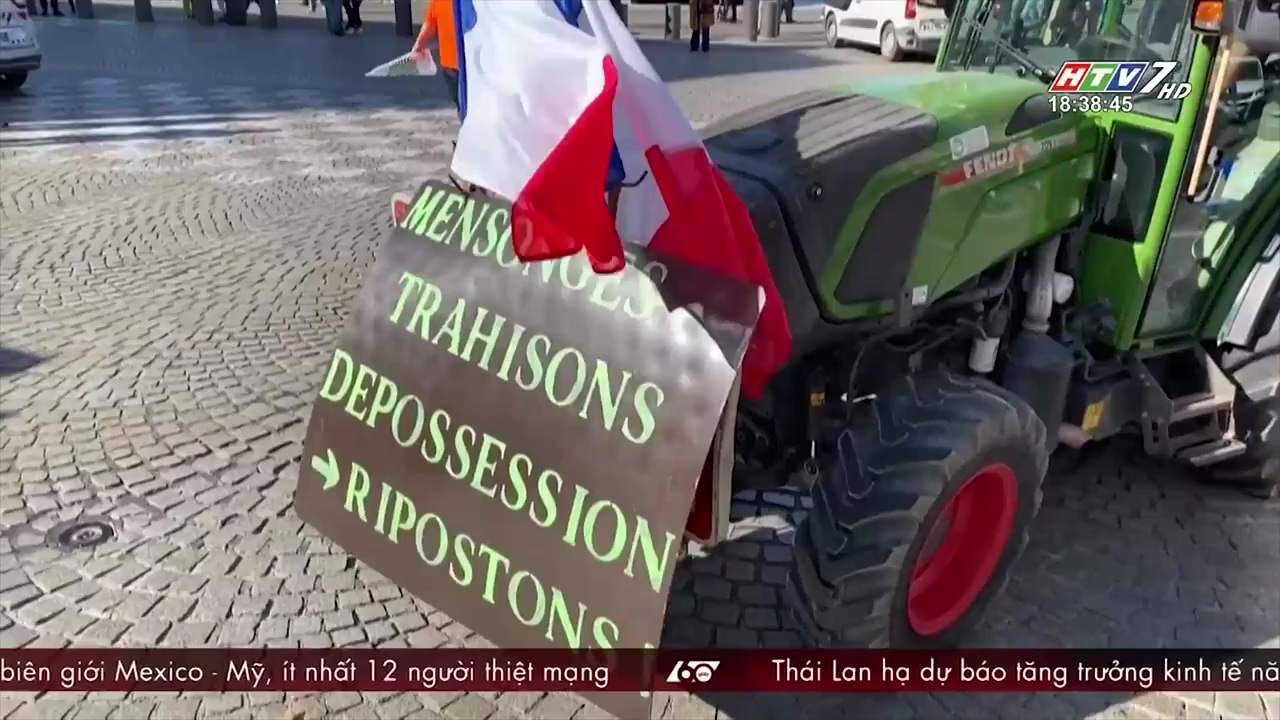 HTV7 HD
18:38:45
FENDT
MENSONGES
TRAHISONS
DEPOSSESSION
→ RIPOSTONS !
biên giới Mexico - Mỹ, ít nhất 12 người thiệt mạng 60 Thái Lan hạ dự báo tăng trưởng kinh tế nă